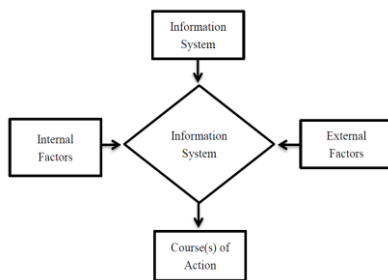 Information
System
Internal
Factors
Information
System
External
Factors
Course(s) of
Action